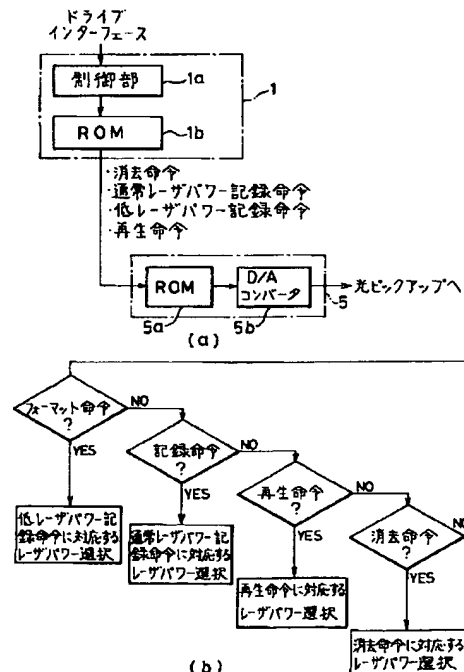 ドライブ
インターフェース
制御部
1a
1
ROM
1b
・消去命令
・通常レーザパワー記録命令
・低レーザパワー記録命令
・再生命令
ROM
D/A
コンバータ
5
光ピックアップへ
5a
5b
(a)
フォーマット命令
?
NO
YES
記録命令
?
NO
YES
再生命令
?
NO
YES
消去命令
?
NO
YES
低レーザパワー記
録命令に対応する
レーザパワー選択
通常レーザパワー記
録命令に対応する
レーザパワー選択
再生命令に対応する
レーザパワー選択
消去命令に対応する
レーザパワー選択
(b)